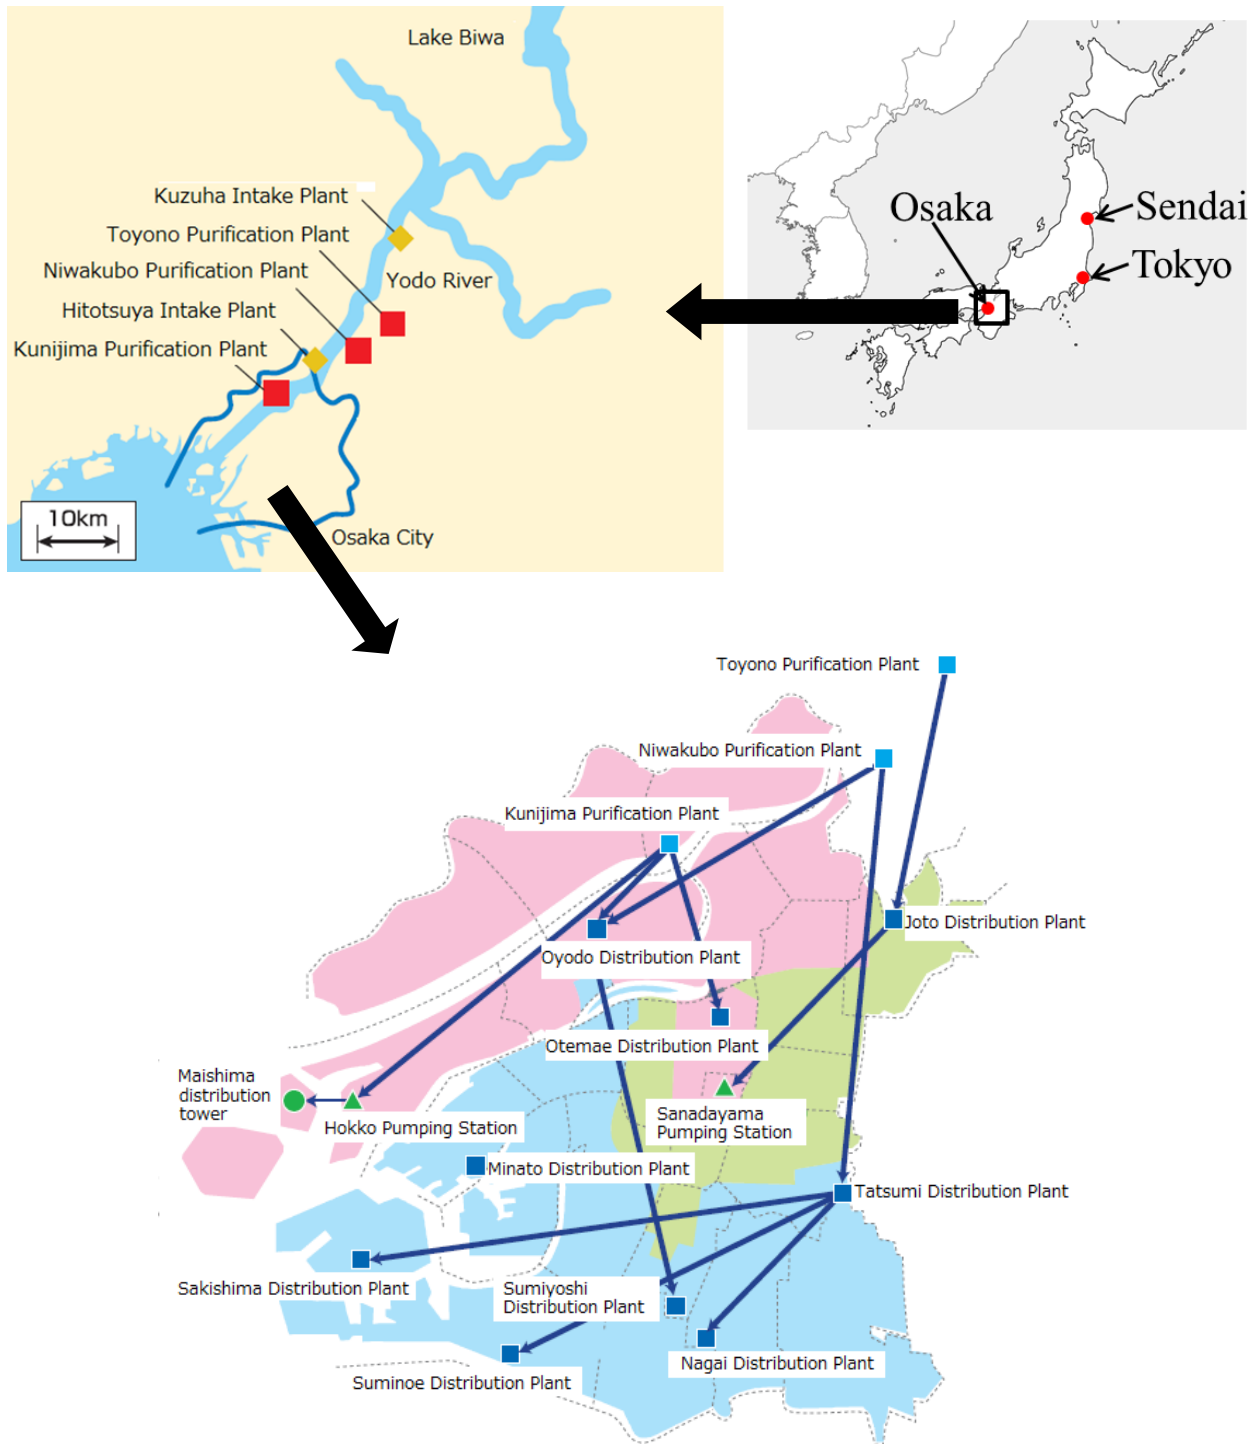 Lake Biwa
Kuzuha Intake Plant
Toyono Purification Plant
Niwakubo Purification Plant
Yodo River
Hitotsuya Intake Plant
Kunijima Purification Plant
10km
Osaka City
Osaka
Sendai
Tokyo
Toyono Purification Plant
Niwakubo Purification Plant
Kunijima Purification Plant
Joto Distribution Plant
Oyodo Distribution Plant
Otemae Distribution Plant
Maishima
distribution
tower
Hokko Pumping Station
Sanadayama
Pumping Station
Minato Distribution Plant
Tatsumi Distribution Plant
Sakishima Distribution Plant
Sumiyoshi
Distribution Plant
Nagai Distribution Plant
Suminoe Distribution Plant